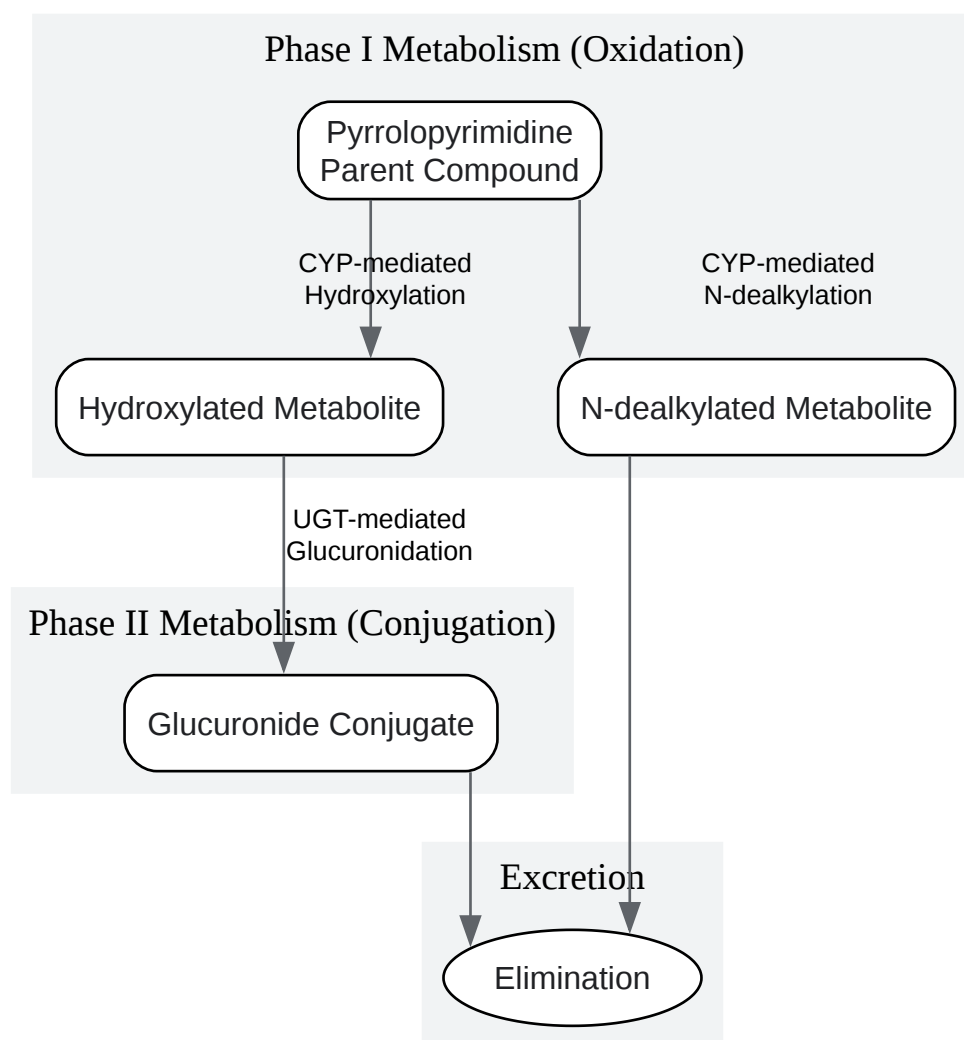 Phase I Metabolism (Oxidation)
Pyrrolopyrimidine
Parent Compound
CYP-mediated
Hydroxylation
CYP-mediated
N-dealkylation
Hydroxylated Metabolite
N-dealkylated Metabolite
UGT-mediated
Glucuronidation
Phase II Metabolism (Conjugation)
Glucuronide Conjugate
Excretion
Elimination